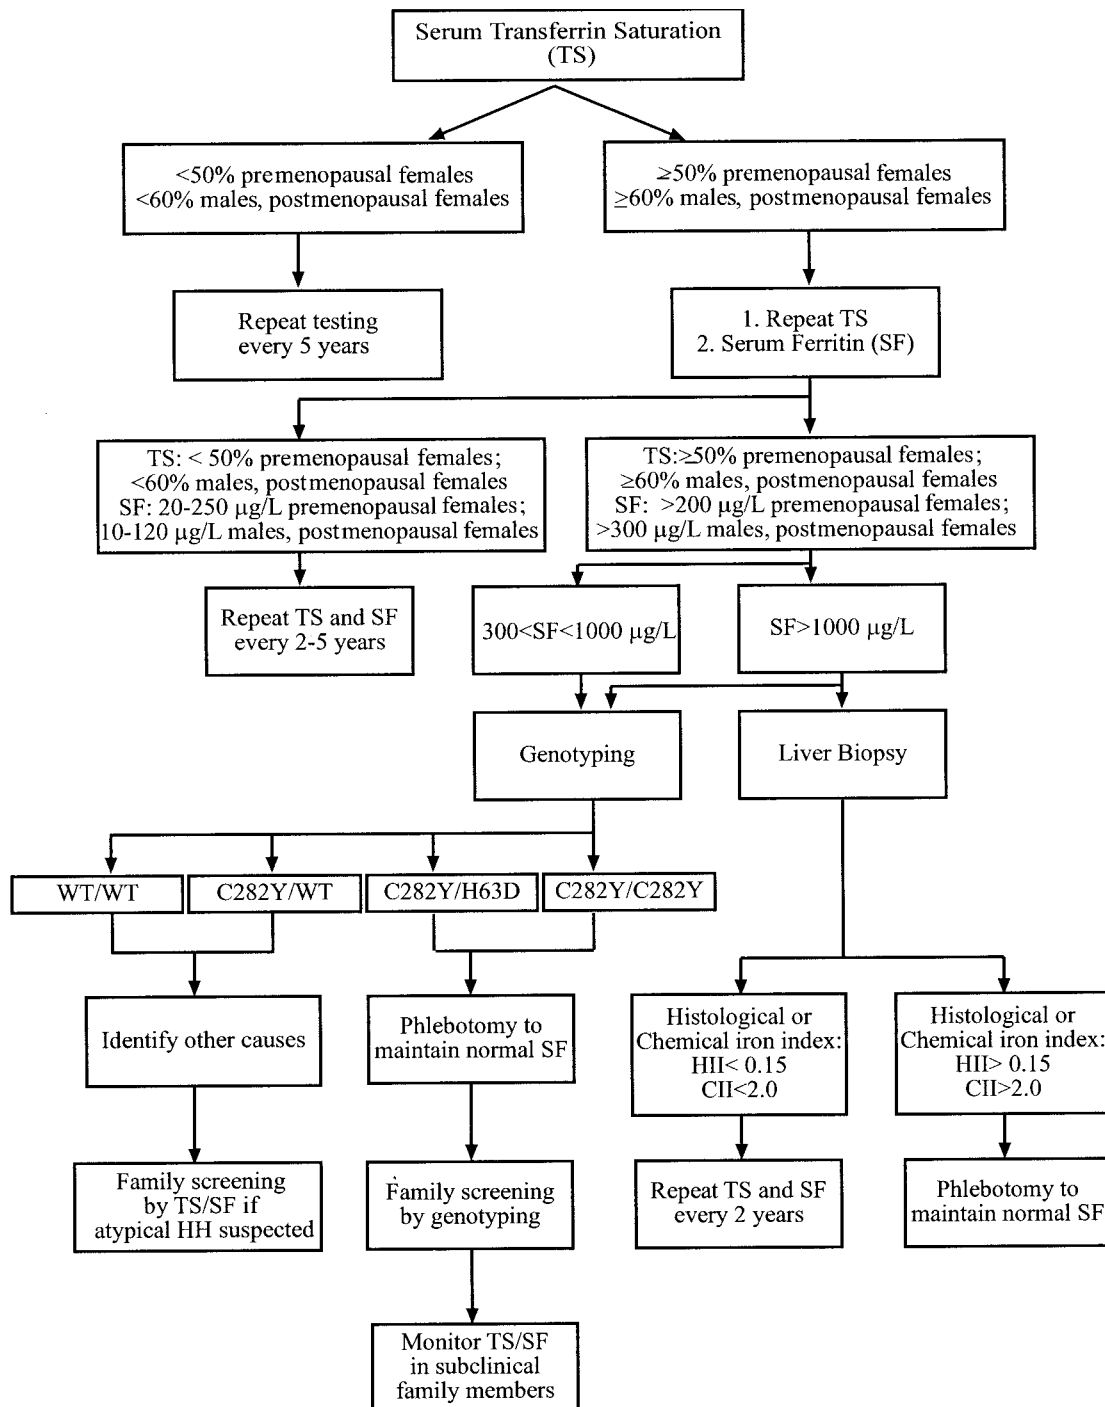 Serum Transferrin Saturation
(TS)
<50% premenopausal females
<60% males, postmenopausal females
≥50% premenopausal females
≥60% males, postmenopausal females
Repeat testing
every 5 years
1. Repeat TS
2. Serum Ferritin (SF)
TS: < 50% premenopausal females;
<60% males, postmenopausal females
SF: 20-250 µg/L premenopausal females;
10-120 µg/L males, postmenopausal females
TS:≥50% premenopausal females;
≥60% males, postmenopausal females
SF: >200 µg/L premenopausal females;
>300 µg/L males, postmenopausal females
Repeat TS and SF
every 2-5 years
300<SF<1000 µg/L
SF>1000 µg/L
Genotyping
Liver Biopsy
WT/WT
C282Y/WT
C282Y/H63D
C282Y/C282Y
Identify other causes
Phlebotomy to
maintain normal SF
Histological or
Chemical iron index:
HII< 0.15
CII<2.0
Histological or
Chemical iron index:
HII> 0.15
CII>2.0
Family screening
by TS/SF if
atypical HH suspected
Family screening
by genotyping
Repeat TS and SF
every 2 years
Phlebotomy to
maintain normal SF
Monitor TS/SF
in subclinical
family members